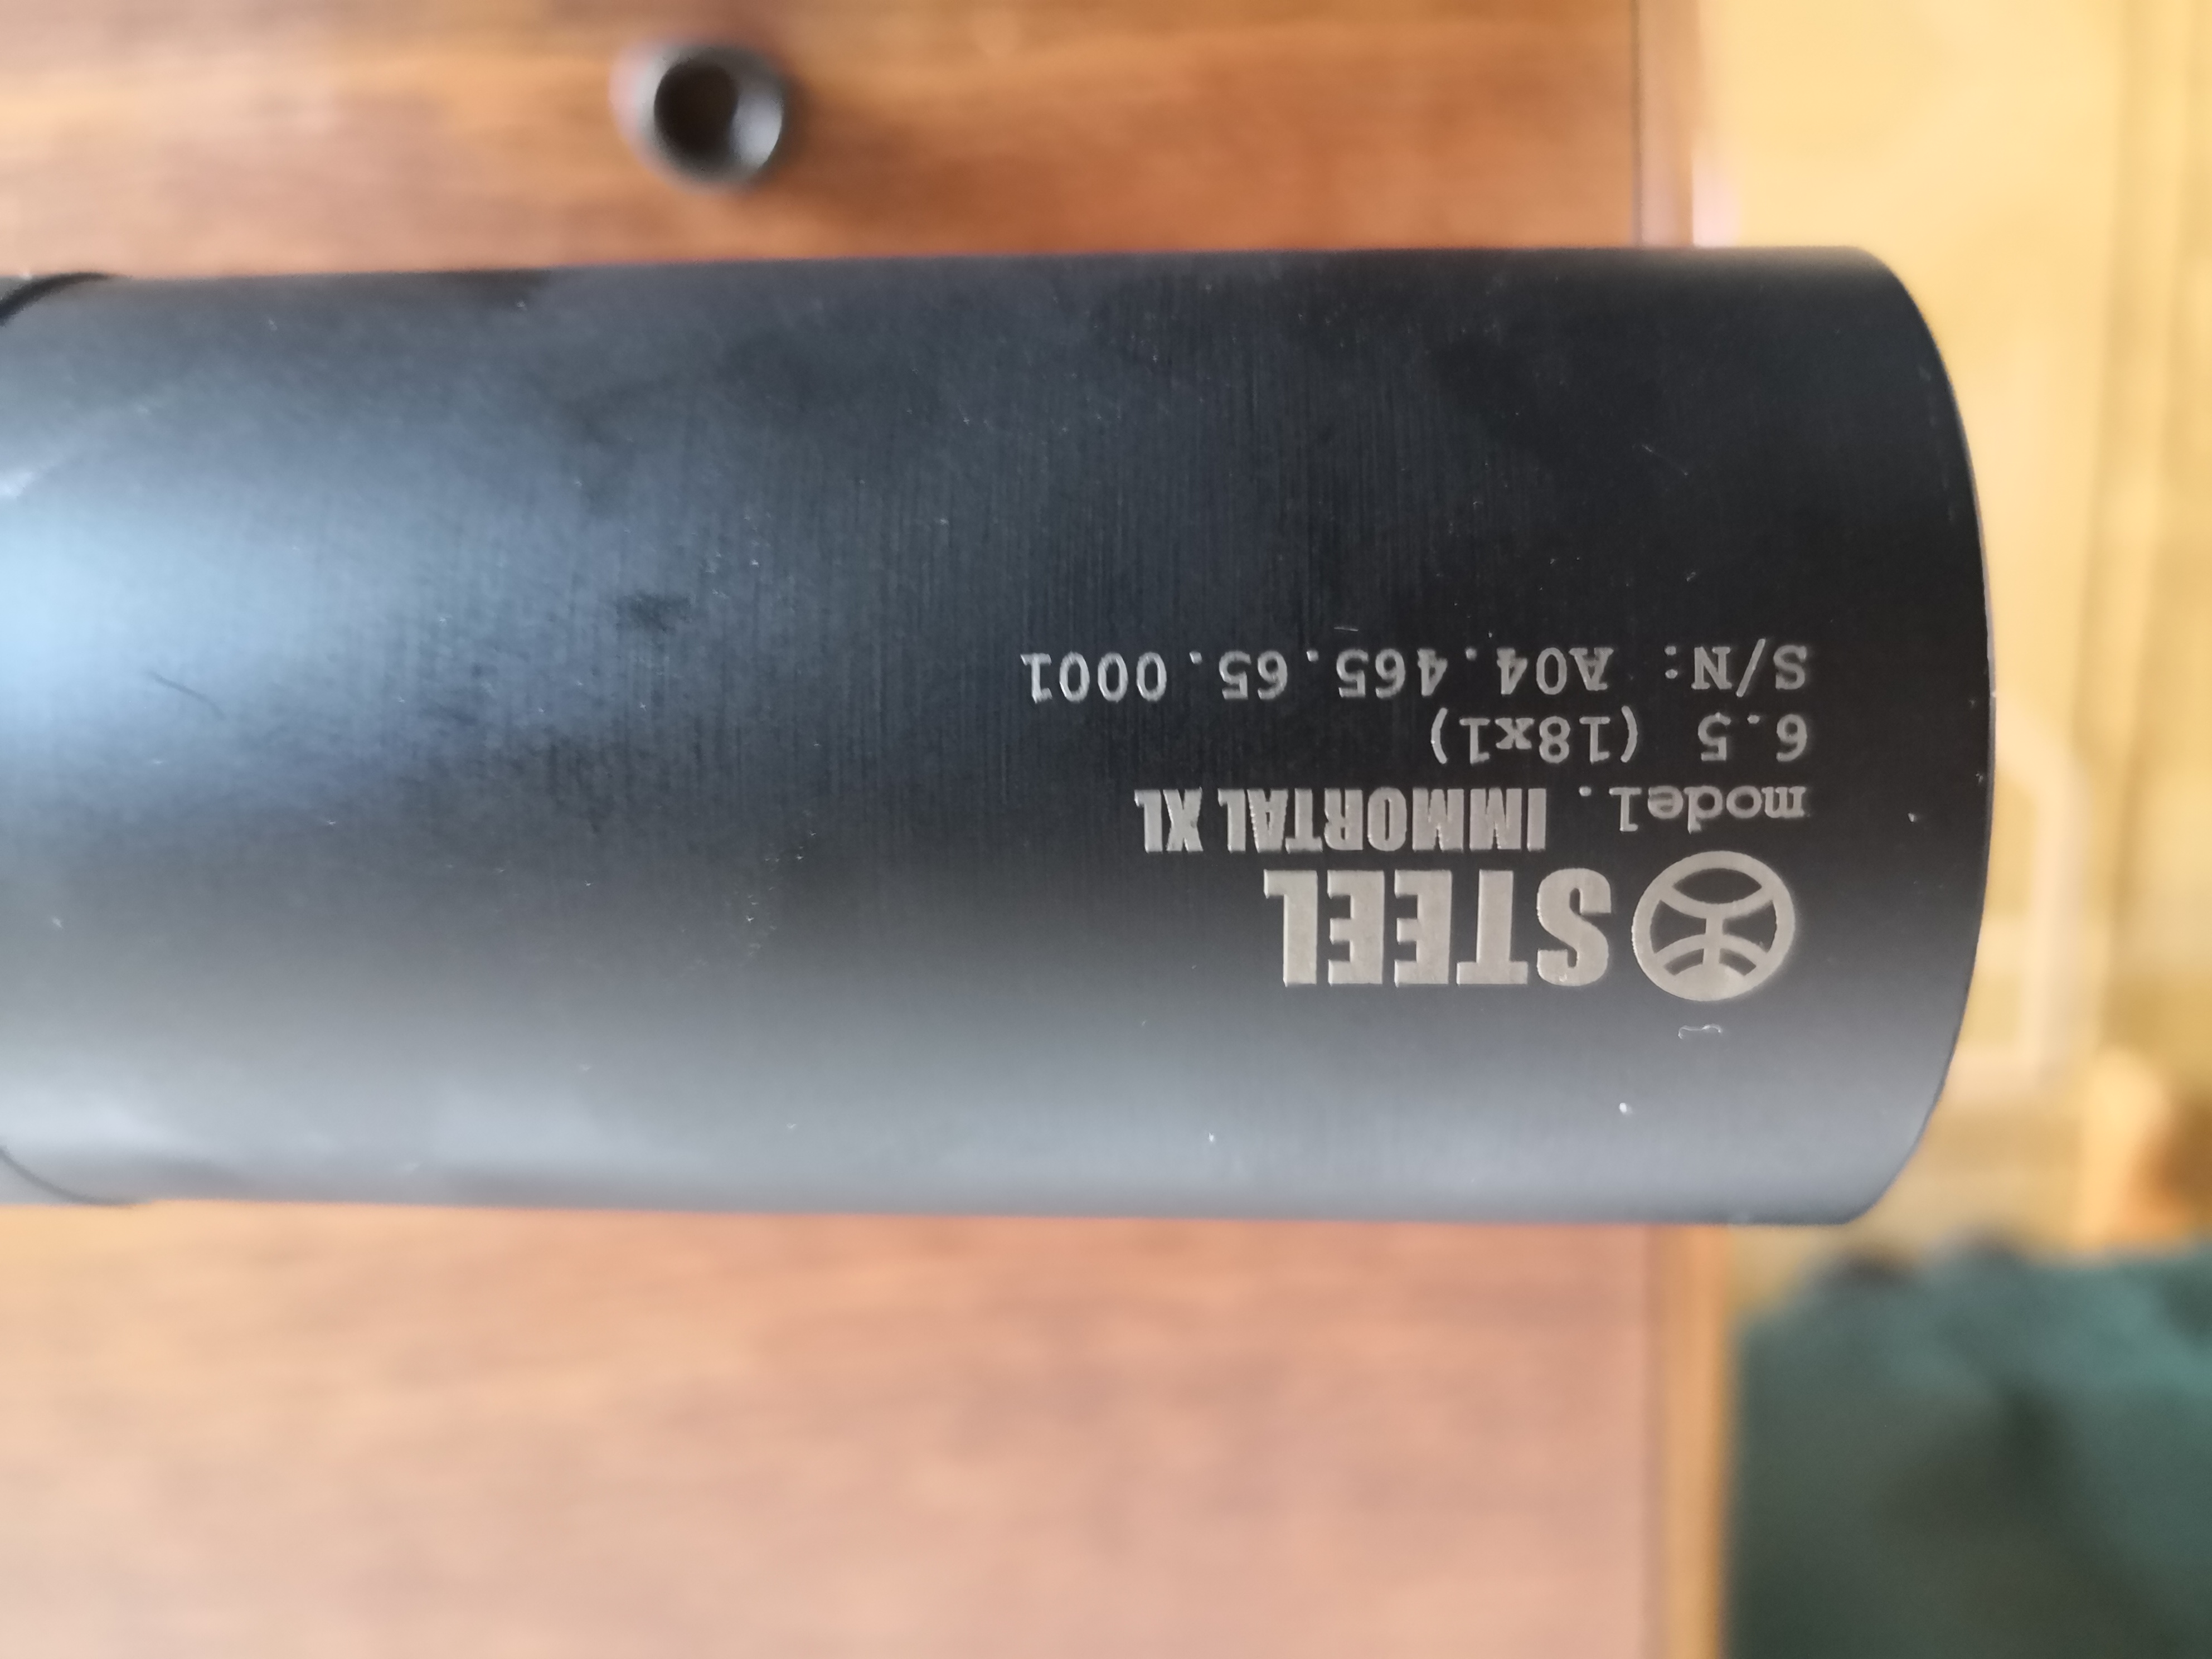 STEEL
model. IMMORTAL XL
6.5 (18x1)
S/N: A04.465.65.0001